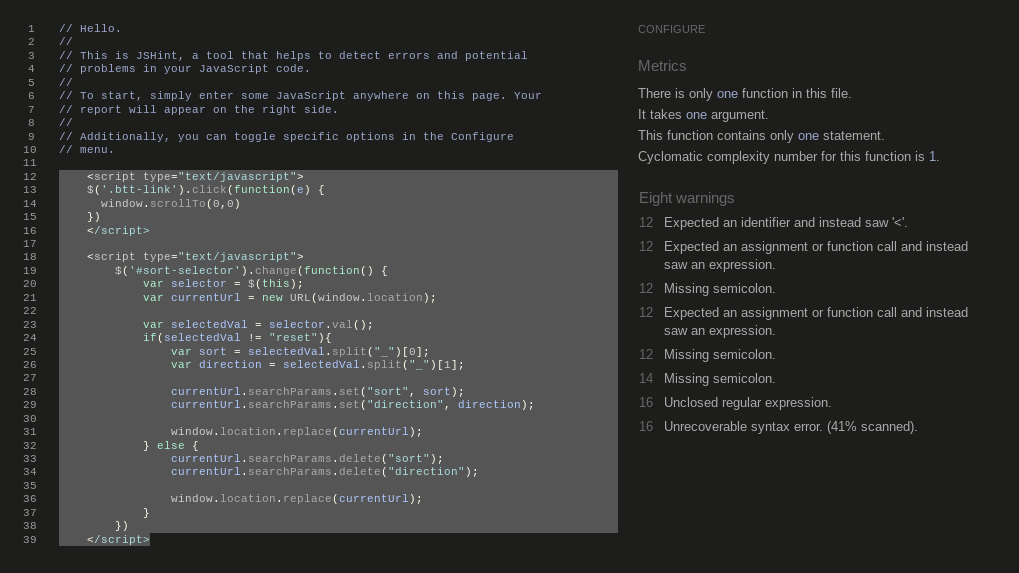 1 // Hello.
2 //
3 // This is JSHint, a tool that helps to detect errors and potential
4 // problems in your JavaScript code.
5 //
6 // To start, simply enter some JavaScript anywhere on this page. Your
7 // report will appear on the right side.
8 //
9 // Additionally, you can toggle specific options in the Configure
10 // menu.
11
12 <script type="text/javascript">
13 $('.btt-link').click(function(e) {
14 window.scrollTo(0,0)
15 })
16 </script>
17
18 <script type="text/javascript">
19 $('#sort-selector').change(function() {
20 var selector = $(this);
21 var currentUrl = new URL(window.location);
22
23 var selectedVal = selector.val();
24 if(selectedVal != "reset"){
25 var sort = selectedVal.split("_")[0];
26 var direction = selectedVal.split("_")[1];
27
28 currentUrl.searchParams.set("sort", sort);
29 currentUrl.searchParams.set("direction", direction);
30
31 window.location.replace(currentUrl);
32 } else {
33 currentUrl.searchParams.delete("sort");
34 currentUrl.searchParams.delete("direction");
35
36 window.location.replace(currentUrl);
37 }
38 })
39 </script>
CONFIGURE
Metrics
There is only one function in this file.
It takes one argument.
This function contains only one statement.
Cyclomatic complexity number for this function is 1.
Eight warnings
12 Expected an identifier and instead saw '<'.
12 Expected an assignment or function call and instead
saw an expression.
12 Missing semicolon.
12 Expected an assignment or function call and instead
saw an expression.
12 Missing semicolon.
14 Missing semicolon.
16 Unclosed regular expression.
16 Unrecoverable syntax error. (41% scanned).